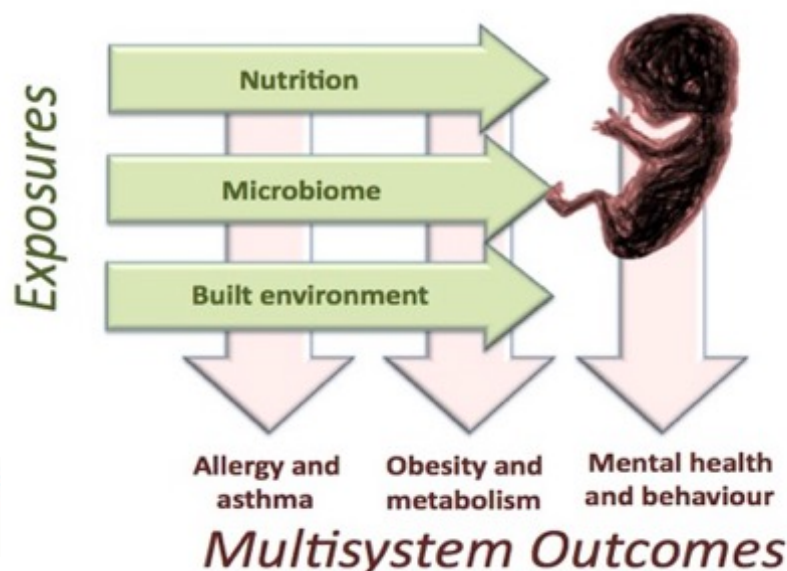 Exposures
Nutrition
Microbiome
Built environment
Allergy and
asthma
Obesity and
metabolism
Mental health
and behaviour
Multisystem Outcomes